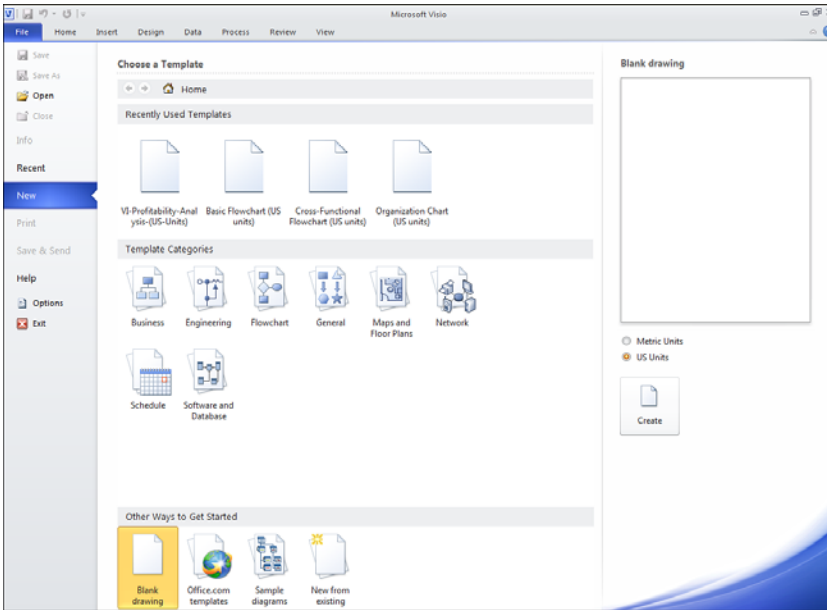 Microsoft Visio
File Home Insert Design Data Process Review View
Save
Save As
Open
Close
Info
Recent
New
Print
Save & Send
Help
Options
Exit
Choose a Template
Home
Recently Used Templates
VI-Profitability-Anal
ysis-(US-Units)
Basic Flowchart (US
units)
Cross-Functional
Flowchart (US units)
Organization Chart
(US units)
Template Categories
Business
Engineering
Flowchart
General
Maps and
Floor Plans
Network
Schedule
Software and
Database
Other Ways to Get Started
Blank
drawing
Office.com
templates
Sample
diagrams
New from
existing
Blank drawing
Metric Units
US Units
Create